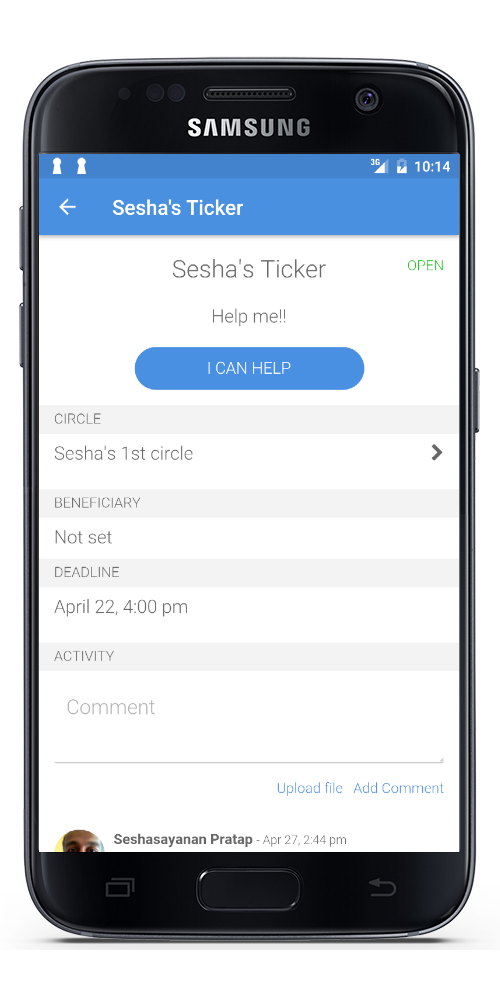 SAMSUNG
3G 10:14
Sesha's Ticker
Sesha's Ticker
OPEN
Help me!!
I CAN HELP
CIRCLE
Sesha's 1st circle
BENEFICIARY
Not set
DEADLINE
April 22, 4:00 pm
ACTIVITY
Comment
Upload file Add Comment
Seshasayanan Pratap - Apr 27, 2:44 pm